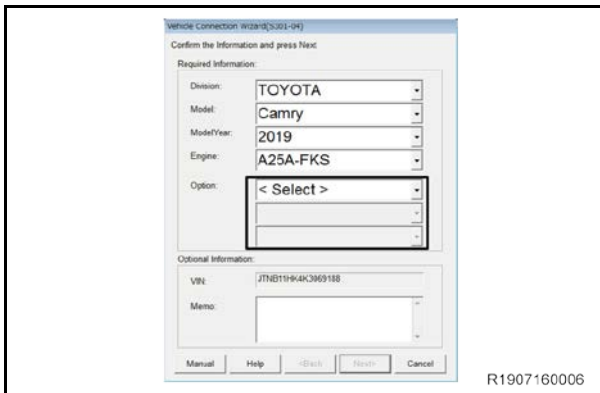 Vehicle Connection Wizard(S301-04)
Confirm the Information and press Next
Required Information:
Division: TOYOTA
Model: Camry
ModelYear: 2019
Engine: A25A-FKS
Option: < Select >
Optional Information:
VIN: JTNB11HK4K3069188
Memo:
Manual Help <Back Next> Cancel
R1907160006